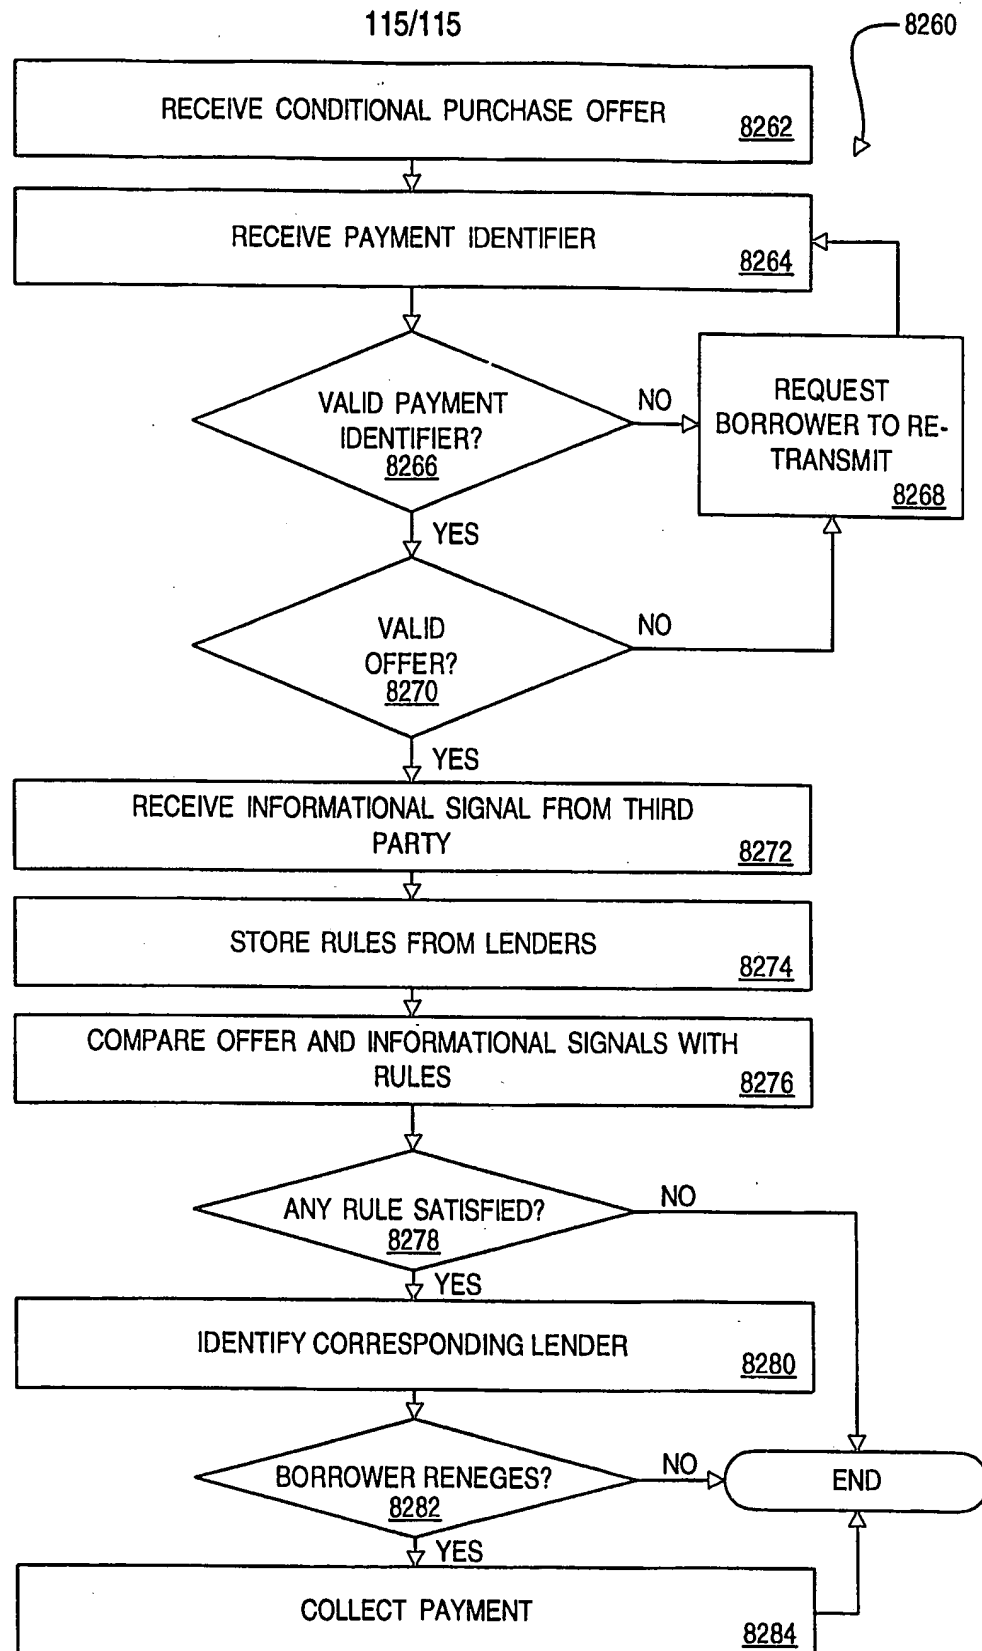 115/115
8260
RECEIVE CONDITIONAL PURCHASE OFFER
8262
RECEIVE PAYMENT IDENTIFIER
8264
VALID PAYMENT
IDENTIFIER?
8266
NO
REQUEST
BORROWER TO RE-
TRANSMIT
8268
YES
VALID
OFFER?
8270
NO
YES
RECEIVE INFORMATIONAL SIGNAL FROM THIRD
PARTY
8272
STORE RULES FROM LENDERS
8274
COMPARE OFFER AND INFORMATIONAL SIGNALS WITH
RULES
8276
ANY RULE SATISFIED?
8278
NO
YES
IDENTIFY CORRESPONDING LENDER
8280
BORROWER RENEGES?
8282
NO
END
YES
COLLECT PAYMENT
8284